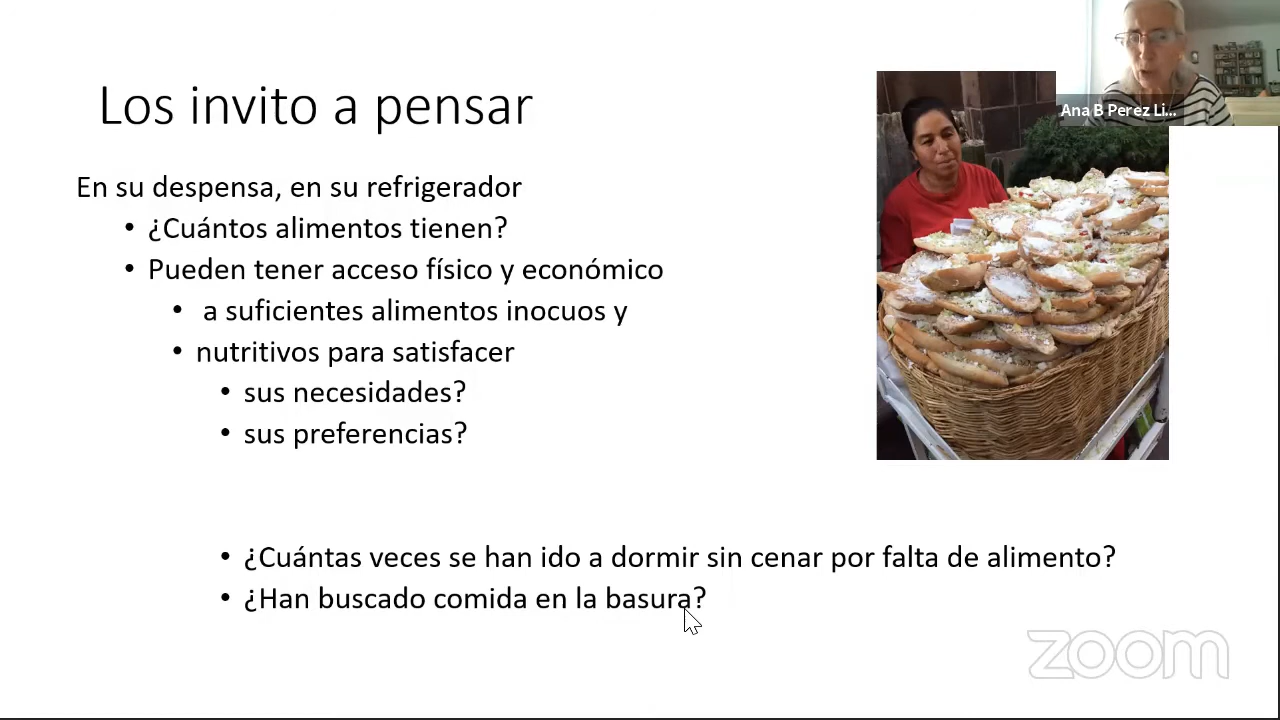 Los invito a pensar
Ana B Perez Li...
En su despensa, en su refrigerador
• ¿Cuántos alimentos tienen?
• Pueden tener acceso físico y económico
• a suficientes alimentos inocuos y
• nutritivos para satisfacer
• sus necesidades?
• sus preferencias?
• ¿Cuántas veces se han ido a dormir sin cenar por falta de alimento?
• ¿Han buscado comida en la basura?
zoom